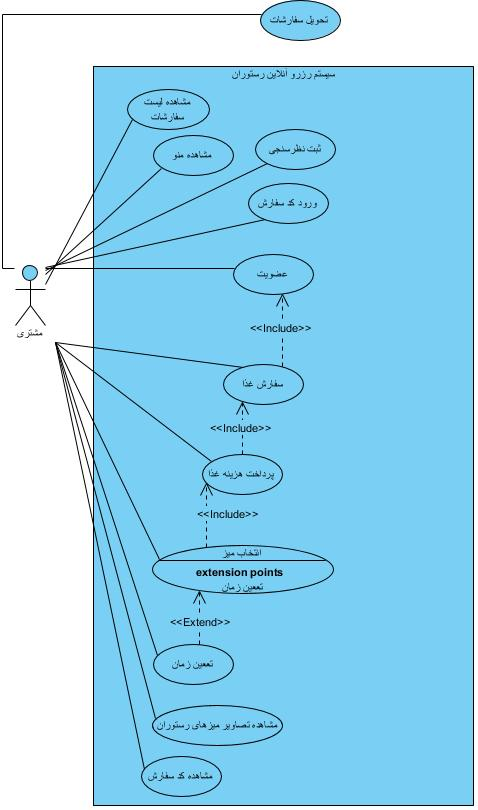 تحویل سفارشات
سیستم رزرو آنلاین رستوران
مشاهده لیست
سفارشات
ثبت نظرسنجی
مشاهده منو
ورود کد سفارش
عضویت
مشتری
<<Include>>
سفارش غذا
<<Include>>
پرداخت هزینه غذا
<<Include>>
انتخاب میز
extension points
تععین زمان
<<Extend>>
تععین زمان
مشاهده تصاویر میزهای رستوران
مشاهده کد سفارش